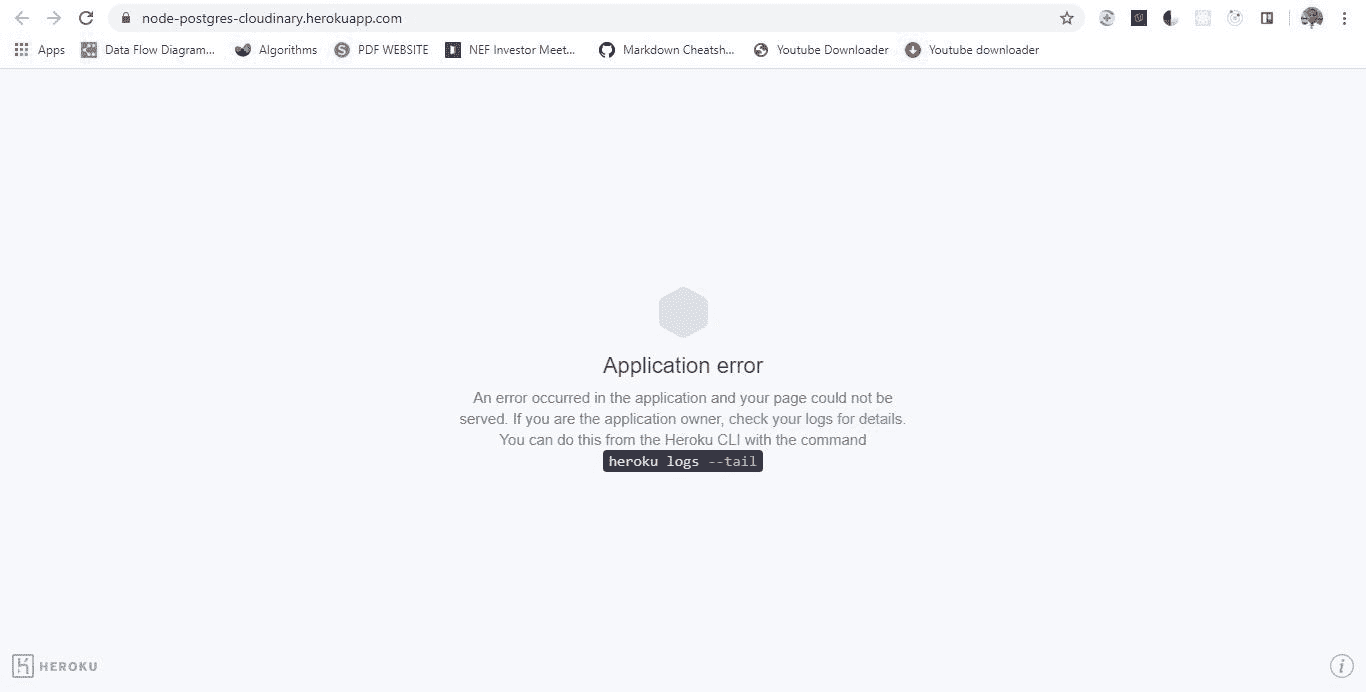 node-postgres-cloudinary.herokuapp.com
Apps Data Flow Diagram... Algorithms PDF WEBSITE NEF Investor Meet... Markdown Cheatsh... Youtube Downloader Youtube downloader
Application error
An error occurred in the application and your page could not be
served. If you are the application owner, check your logs for details.
You can do this from the Heroku CLI with the command
heroku logs --tail
HEROKU